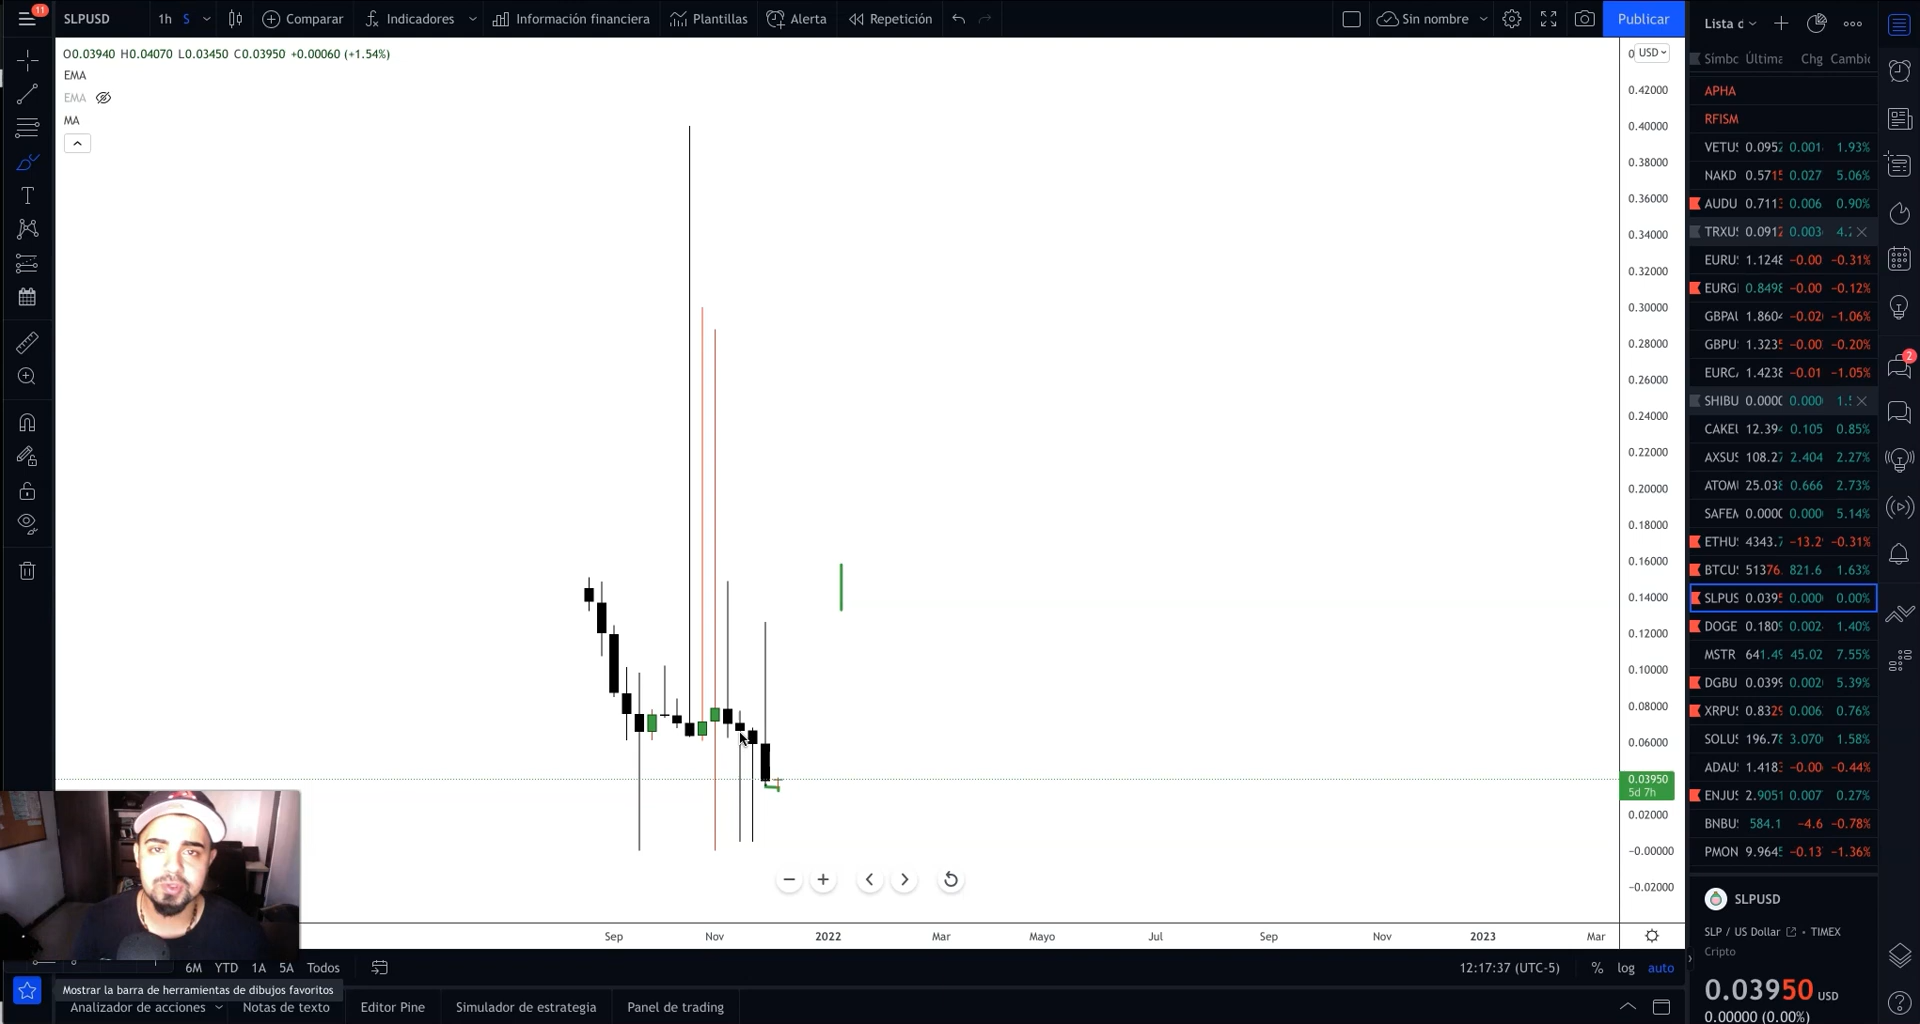 11
SLPUSD
1h
S
Comparar
Indicadores
Información financiera
Plantillas
Alerta
Repetición
Sin nombre
Publicar
O0.03940 H0.04070 L0.03450 C0.03950 +0.00060 (+1.54%)
EMA
EMA
MA
USD
0.42000
0.40000
0.38000
0.36000
0.34000
0.32000
0.30000
0.28000
0.26000
0.24000
0.22000
0.20000
0.18000
0.16000
0.14000
0.12000
0.10000
0.08000
0.06000
0.03950
5d 7h
0.02000
−0.00000
−0.02000
Sep
Nov
2022
Mar
Mayo
Jul
Sep
Nov
2023
Mar
6M YTD 1A 5A Todos
12:17:37 (UTC-5)
%
log
auto
Mostrar la barra de herramientas de dibujos favoritos
Analizador de acciones
Notas de texto
Editor Pine
Simulador de estrategia
Panel de trading
Lista d
Símbc Última Chg Cambic
APHA
RFISM
VETUS 0.0952 0.001 1.93%
NAKD 0.5715 0.027 5.06%
AUDU 0.7113 0.006 0.90%
TRXUS 0.0912 0.003 4.2
EURUS 1.1248 −0.00 −0.31%
EURG 0.8498 −0.00 −0.12%
GBPAU 1.8604 −0.02 −1.06%
GBPUS 1.3235 −0.00 −0.20%
EURCA 1.4238 −0.01 −1.05%
SHIBU 0.0000 0.000 1.5
CAKEU 12.394 0.105 0.85%
AXSUS 108.27 2.404 2.27%
ATOM 25.038 0.666 2.73%
SAFEM 0.0000 0.000 5.14%
ETHUS 4343.7 −13.2 −0.31%
BTCUS 51376. 821.6 1.63%
SLPUS 0.0395 0.000 0.00%
DOGE 0.1809 0.002 1.40%
MSTR 641.49 45.02 7.55%
DGBU 0.0399 0.002 5.39%
XRPUS 0.8329 0.006 0.76%
SOLUS 196.78 3.070 1.58%
ADAUS 1.4183 −0.00 −0.44%
ENJUS 2.9051 0.007 0.27%
BNBUS 584.1 −4.6 −0.78%
PMON 9.9645 −0.13 −1.36%
2
SLPUSD
SLP / US Dollar • TIMEX
Cripto
0.03950 USD
0.00000 (0.00%)